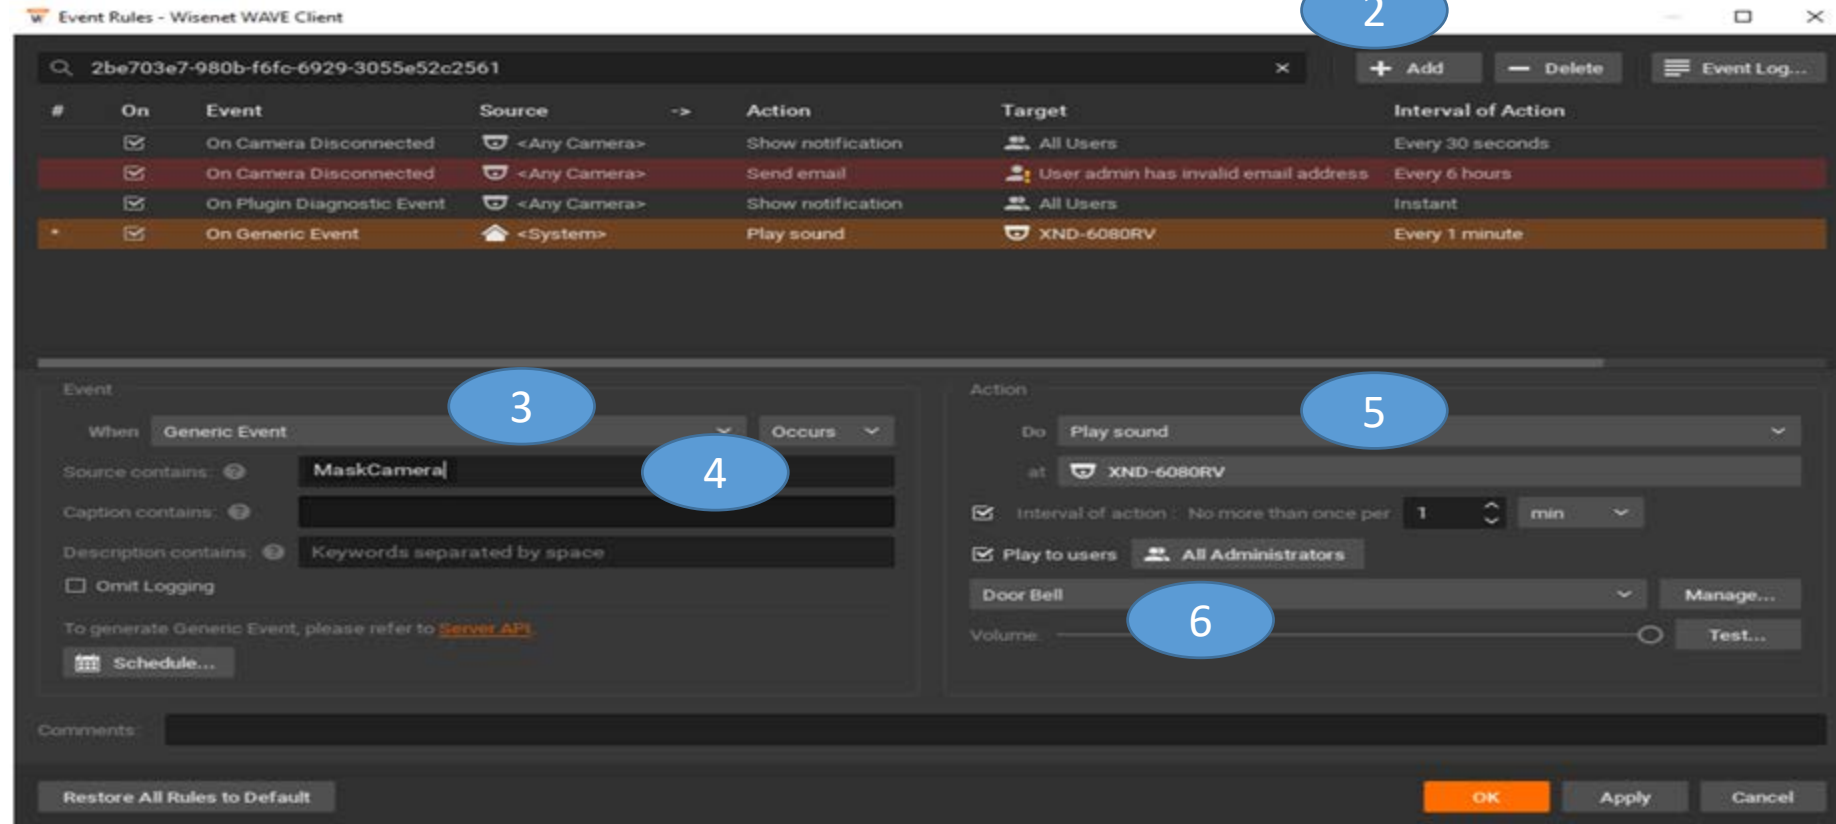 Event Rules - Wisenet WAVE Client
2
2be703e7-980b-f6fc-6929-3055e52c2561
Add
Delete
Event Log...
# On Event Source -> Action Target Interval of Action
On Camera Disconnected <Any Camera> Show notification All Users Every 30 seconds
On Camera Disconnected <Any Camera> Send email User admin has invalid email address Every 6 hours
On Plugin Diagnostic Event <Any Camera> Show notification All Users Instant
* On Generic Event <System> Play sound XND-6080RV Every 1 minute
Event
3
When Generic Event Occurs
Source contains: MaskCamera
4
Caption contains:
Description contains: Keywords separated by space
Omit Logging
To generate Generic Event, please refer to Server API.
Schedule...
Action
5
Do Play sound
at XND-6080RV
Interval of action : No more than once per 1 min
Play to users All Administrators
Door Bell Manage...
6
Volume: Test...
Comments:
Restore All Rules to Default
OK
Apply
Cancel